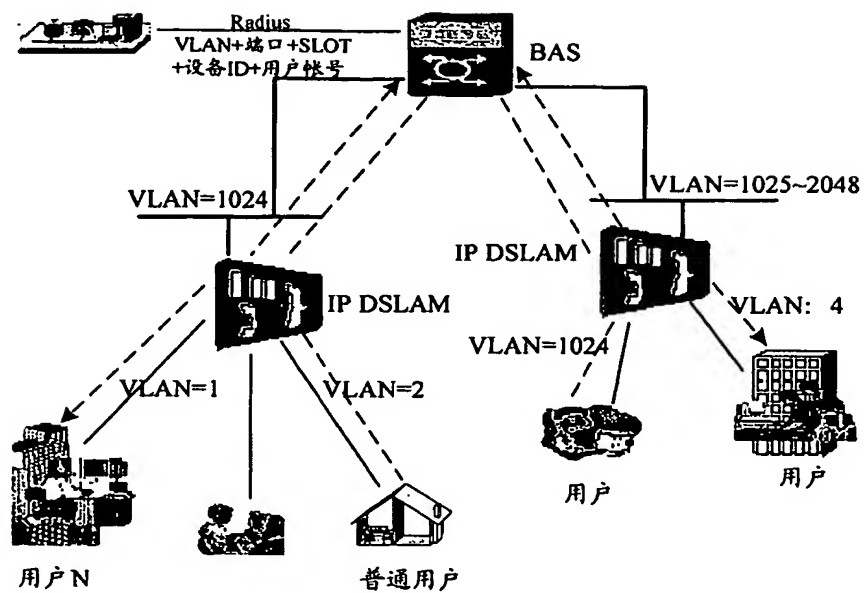 Radius
VLAN+端口+SLOT
+设备ID+用户帐号
BAS
VLAN=1024
VLAN=1025~2048
IP DSLAM
IP DSLAM
VLAN: 4
VLAN=1024
VLAN=1
VLAN=2
用户
用户
用户N
普通用户